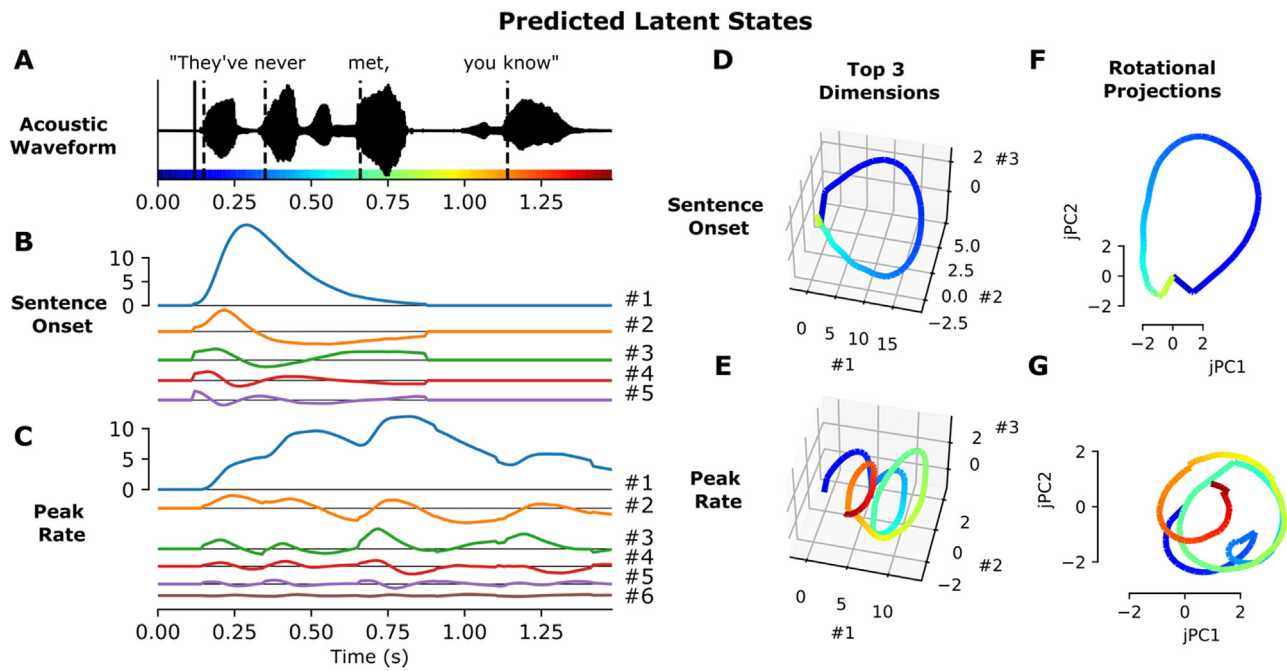 Predicted Latent States
A
"They've never met, you know"
Acoustic
Waveform
0.00 0.25 0.50 0.75 1.00 1.25
B
Sentence
Onset
10
5
0
#1
#2
#3
#4
#5
C
Peak
Rate
10
5
0
#1
#2
#3
#4
#5
#6
0.00 0.25 0.50 0.75 1.00 1.25
Time (s)
D
Top 3
Dimensions
Sentence
Onset
2
0
#3
5.0
2.5
0.0
−2.5
#2
0 5 10 15
#1
E
Peak
Rate
2
0
#3
2
0
−2
#2
0 5 10
#1
F
Rotational
Projections
jPC2
2
0
−2
−2 0 2
jPC1
G
jPC2
2
0
−2
−2 0 2
jPC1